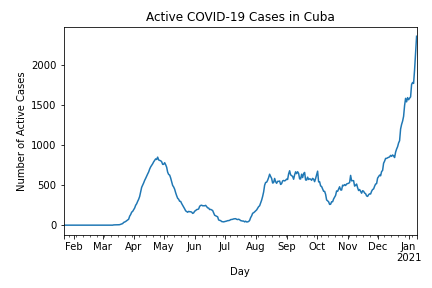 Active COVID-19 Cases in Cuba
Number of Active Cases
2000
1500
1000
500
0
Feb Mar Apr May Jun Jul Aug Sep Oct Nov Dec Jan
2021
Day